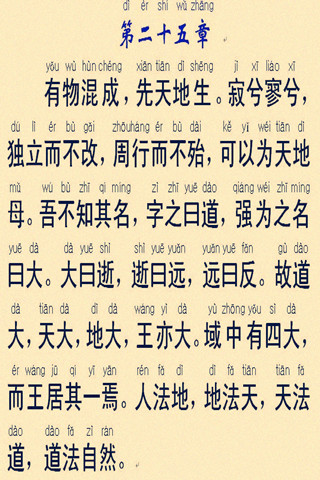 dì èr shí wǔ zhāng
第二十五章
yǒu wù hùn chéng xiān tiān dì shēng jì xī liáo xī
有物混成，先天地生。寂兮寥兮，
dú lì ér bù gǎi zhōuháng ér bù dài kě yǐ wéi tiān dì
独立而不改，周行而不殆，可以为天地
mǔ wú bù zhī qí míng zì zhī yuē dào qiàng wéi zhī míng
母。吾不知其名，字之曰道，强为之名
yuē dà dà yuē shì shì yuē yuǎn yuǎn yuē fǎn gù dào
曰大。大曰逝，逝曰远，远曰反。故道
dà tiān dà dì dà wàng yì dà yù zhōng yǒu sì dà
大，天大，地大，王亦大。域中有四大，
ér wáng jū qí yī yān rén fǎ dì dì fǎ tiān tiān fǎ
而王居其一焉。人法地，地法天，天法
dào dào fǎ zì rán
道，道法自然。